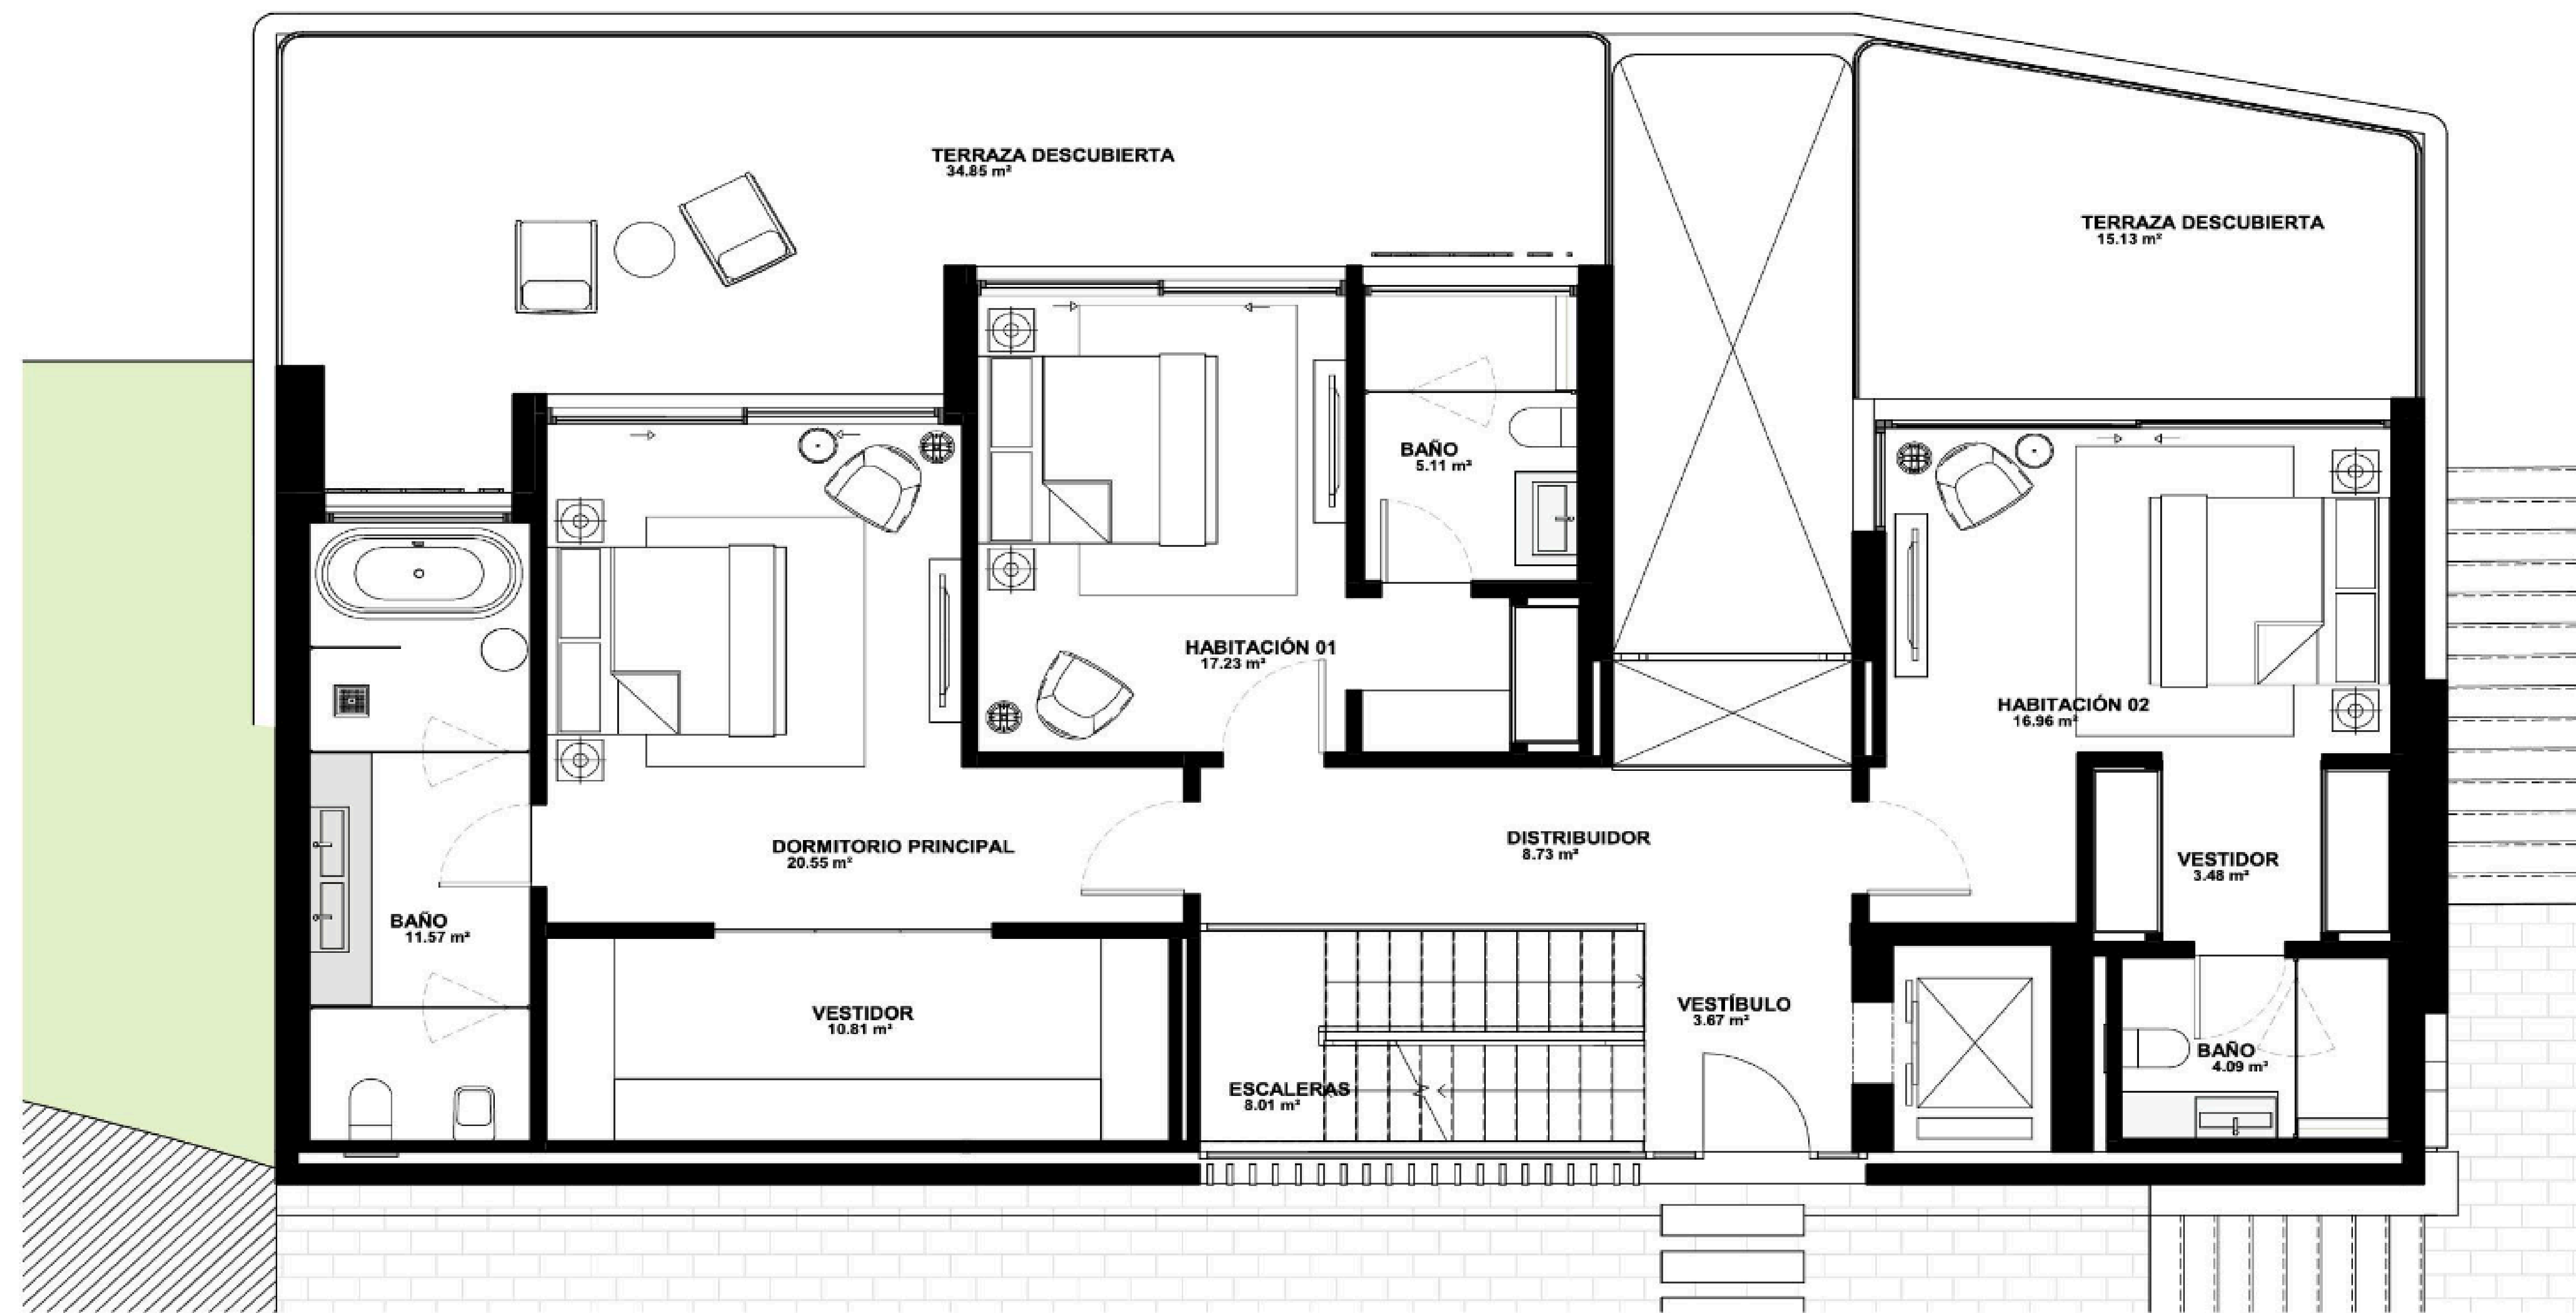 TERRAZA DESCUBIERTA
34.85 m²
TERRAZA DESCUBIERTA
15.13 m²
BAÑO
5.11 m²
HABITACIÓN 01
17.23 m²
HABITACIÓN 02
16.96 m²
DORMITORIO PRINCIPAL
20.55 m²
DISTRIBUIDOR
8.73 m²
VESTIDOR
3.48 m²
BAÑO
11.57 m²
VESTIDOR
10.81 m²
VESTÍBULO
3.67 m²
BAÑO
4.09 m²
ESCALERAS
8.01 m²